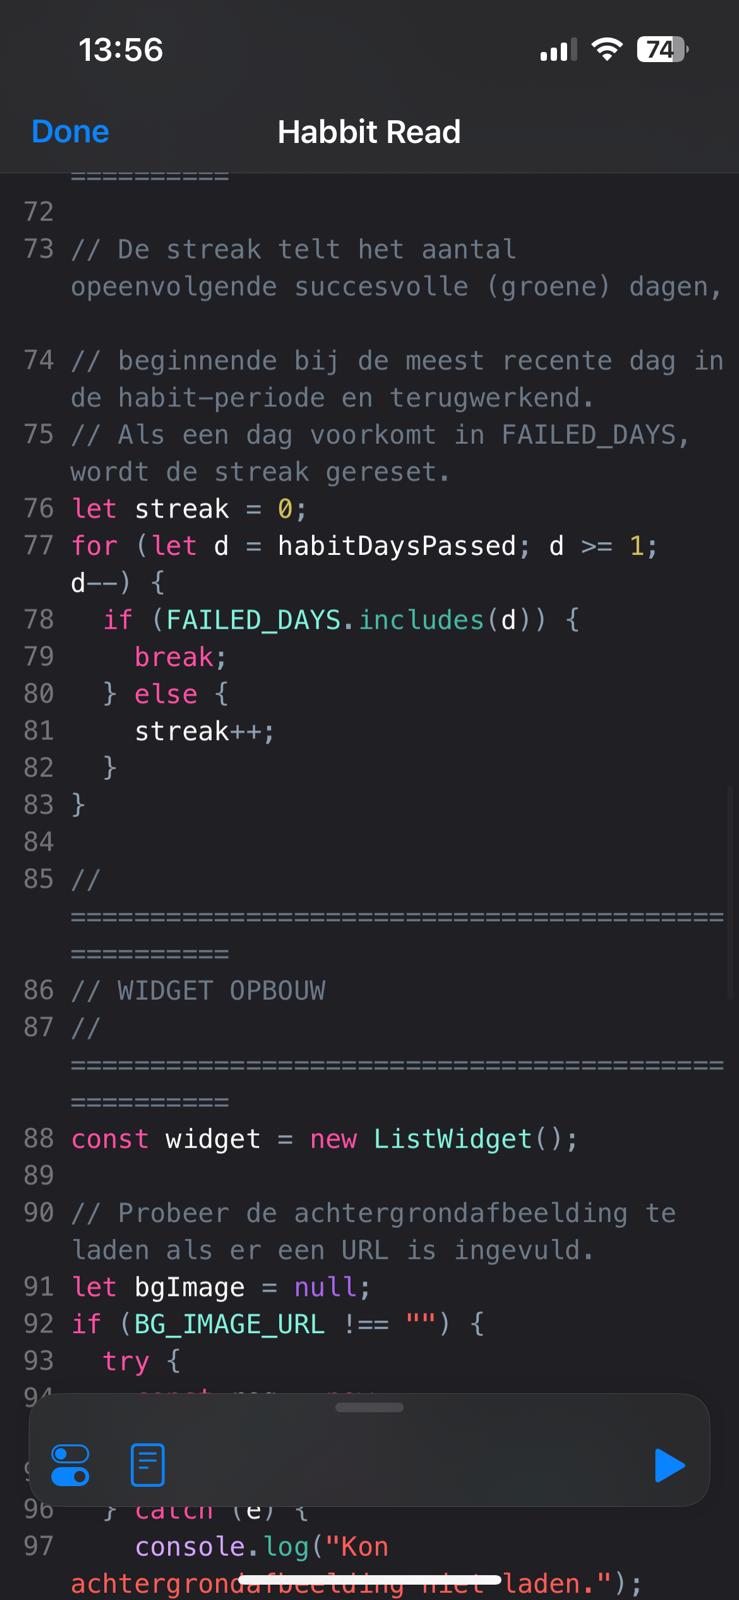 13:56
74
Done
Habbit Read
==========
72
73 // De streak telt het aantal
opeenvolgende succesvolle (groene) dagen,
74 // beginnende bij de meest recente dag in
de habit-periode en terugwerkend.
75 // Als een dag voorkomt in FAILED_DAYS,
wordt de streak gereset.
76 let streak = 0;
77 for (let d = habitDaysPassed; d >= 1;
d--) {
78   if (FAILED_DAYS.includes(d)) {
79     break;
80   } else {
81     streak++;
82   }
83 }
84
85 //
=========================================
==========
86 // WIDGET OPBOUW
87 //
=========================================
==========
88 const widget = new ListWidget();
89
90 // Probeer de achtergrondafbeelding te
laden als er een URL is ingevuld.
91 let bgImage = null;
92 if (BG_IMAGE_URL !== "") {
93   try {
94
96   } catch (e) {
97     console.log("Kon
achtergrondafbeelding niet laden.");